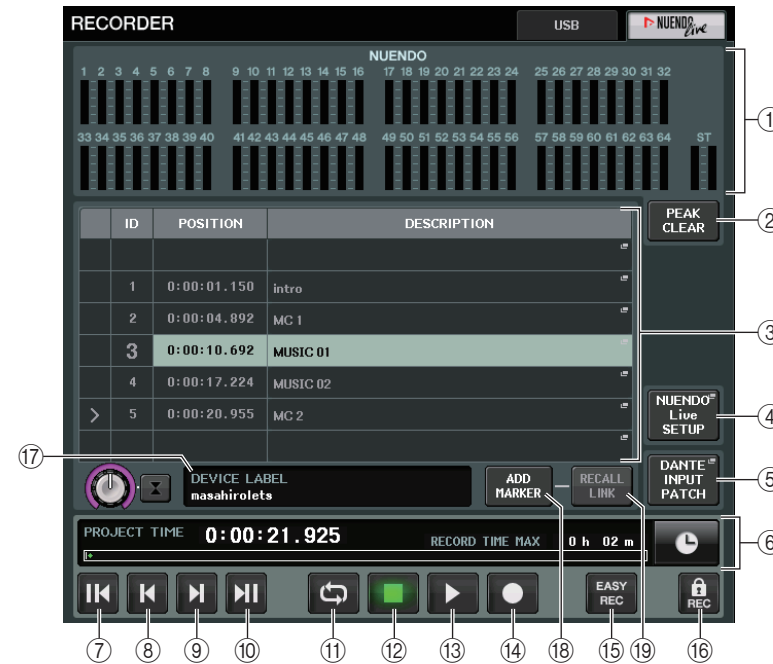 RECORDER
USB
NUENDO live
NUENDO
1 2 3 4 5 6 7 8 9 10 11 12 13 14 15 16 17 18 19 20 21 22 23 24 25 26 27 28 29 30 31 32
①
33 34 35 36 37 38 39 40 41 42 43 44 45 46 47 48 49 50 51 52 53 54 55 56 57 58 59 60 61 62 63 64 ST
PEAK
CLEAR
②
ID POSITION DESCRIPTION
1 0:00:01.150 intro
2 0:00:04.892 MC 1
③
3 0:00:10.692 MUSIC 01
4 0:00:17.224 MUSIC 02
> 5 0:00:20.955 MC 2
NUENDO
Live
SETUP
④
⑰
DEVICE LABEL
masahirolets
ADD
MARKER
RECALL
LINK
DANTE
INPUT
PATCH
⑤
PROJECT TIME 0:00:21.925 RECORD TIME MAX 0 h 02 m
⑥
EASY
REC
REC
⑦ ⑧ ⑨ ⑩ ⑪ ⑫ ⑬ ⑭ ⑱ ⑮ ⑲ ⑯